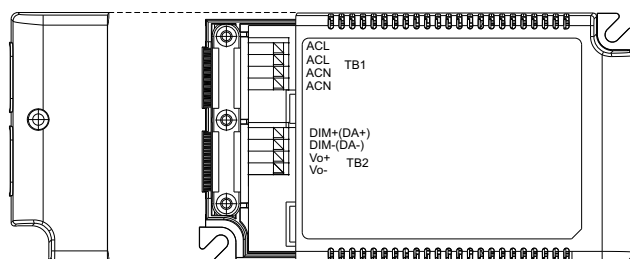 ACL
ACL
ACN
ACN
TB1
DIM+(DA+)
DIM-(DA-)
Vo+
Vo-
TB2